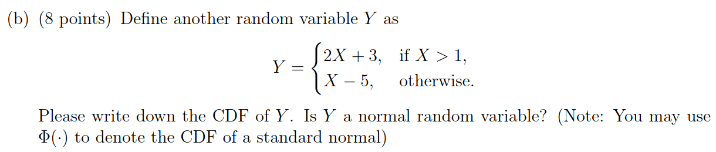 (b) (8 points) Define another random variable Y as
Y = { 2X + 3, if X > 1,
X − 5, otherwise.
Please write down the CDF of Y. Is Y a normal random variable? (Note: You may use
Φ(·) to denote the CDF of a standard normal)